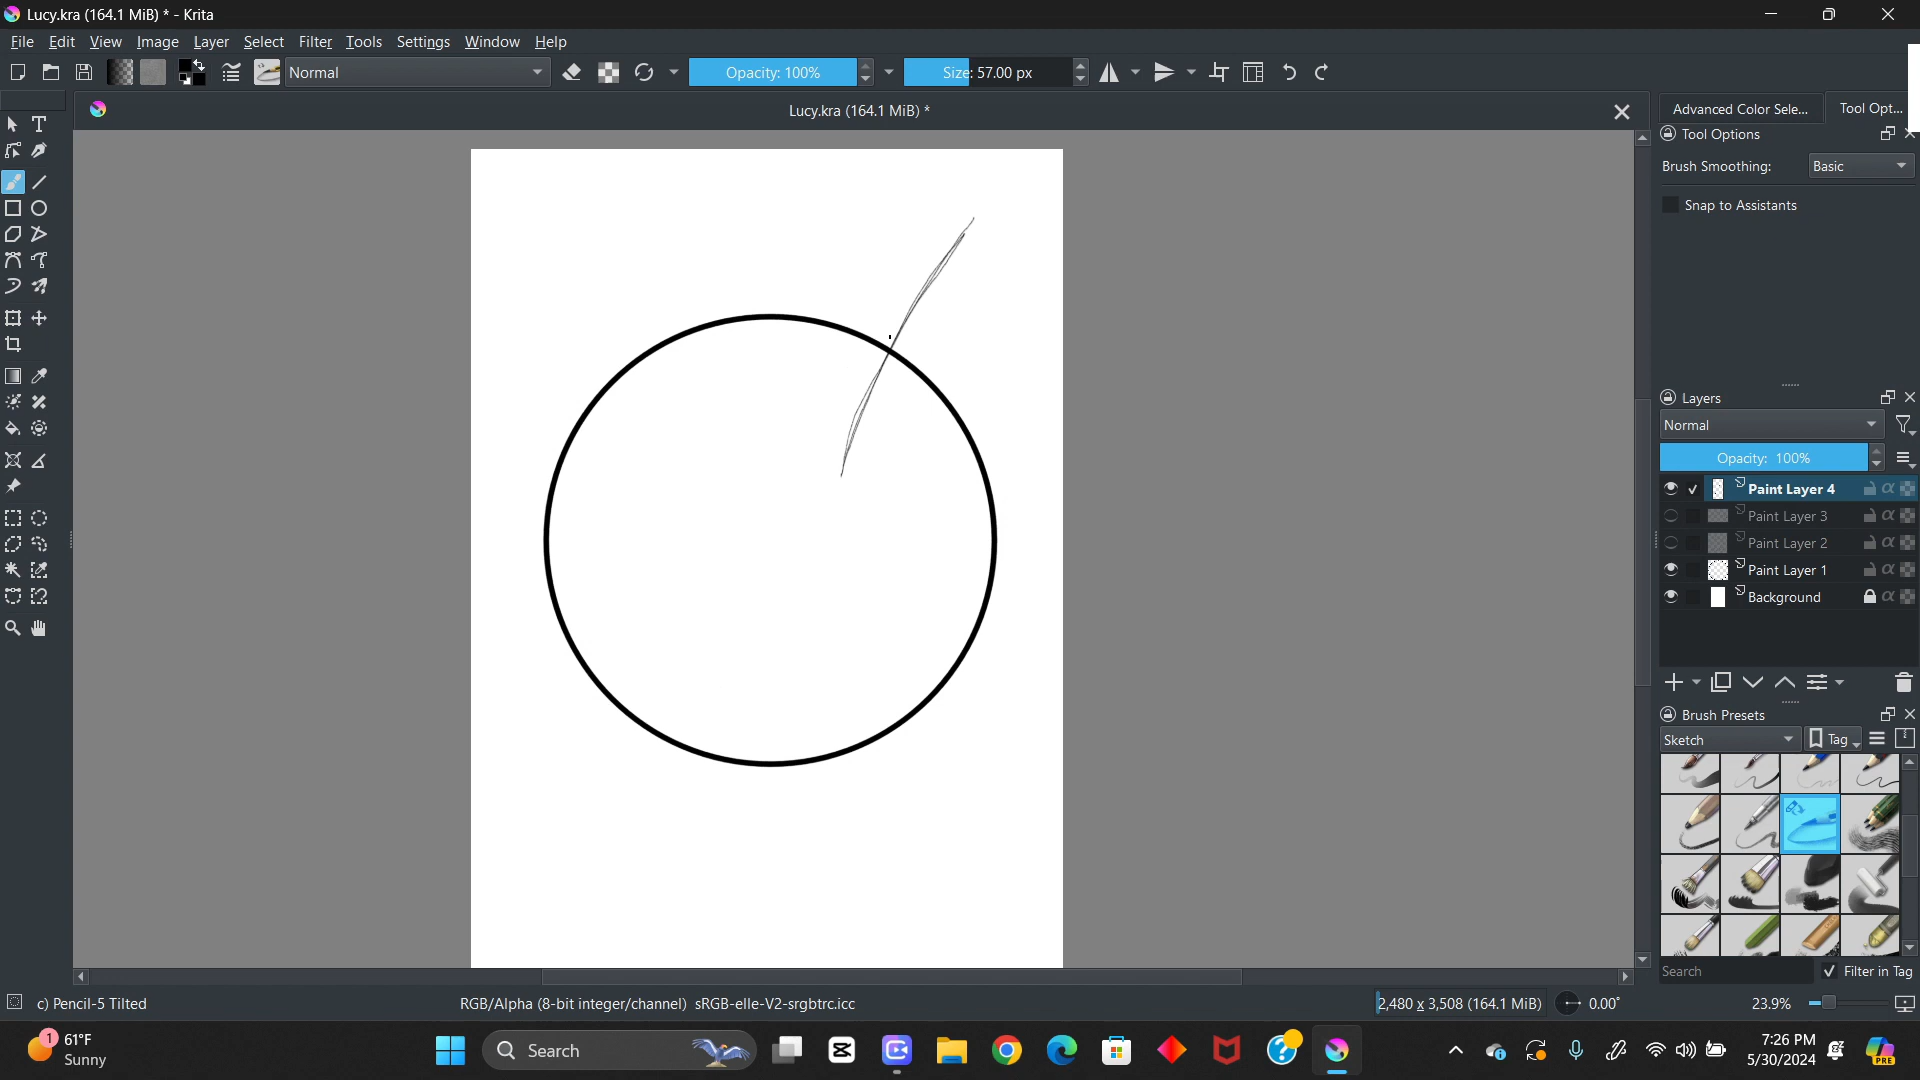 Lucy.kra (164.1 MiB) * - Krita
File Edit View Image Layer Select Filter Tools Settings Window Help
Normal Opacity: 100% Size: 57.00 px
Lucy.kra (164.1 MiB) *
Advanced Color Sele... Tool Opt...
Tool Options
Brush Smoothing: Basic
Snap to Assistants
Layers
Normal
Opacity: 100%
Paint Layer 4
Paint Layer 3
Paint Layer 2
Paint Layer 1
Background
Brush Presets
Sketch Tag
Search Filter in Tag
c) Pencil-5 Tilted RGB/Alpha (8-bit integer/channel) sRGB-elle-V2-srgbtrc.icc 2,480 x 3,508 (164.1 MiB) 0.00° 23.9%
1 61°F
Sunny
Search
PRE
7:26 PM
5/30/2024